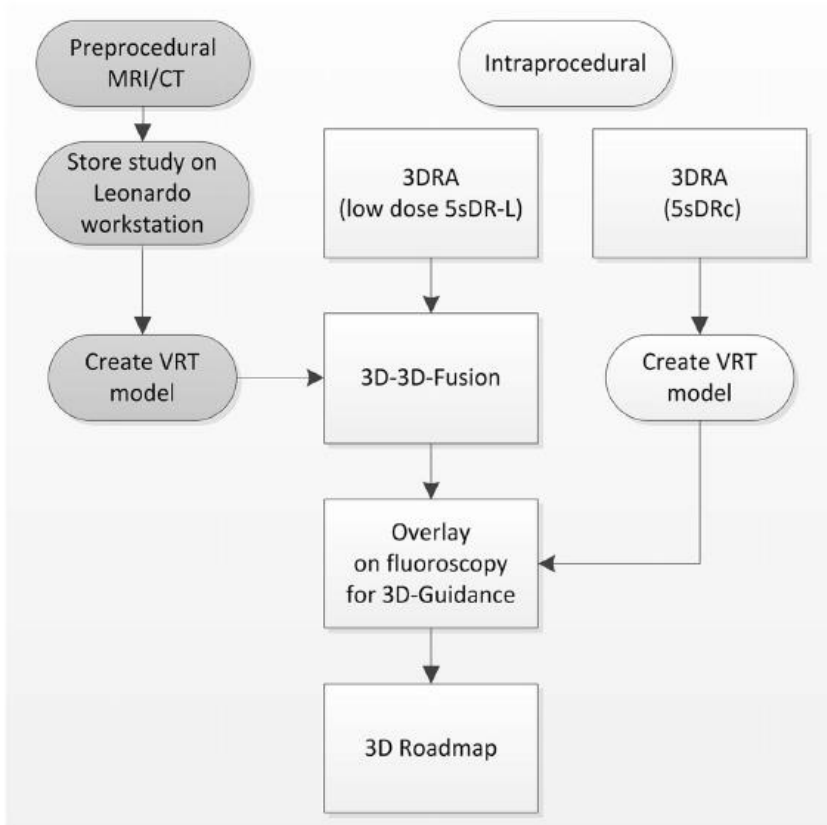 Preprocedural
MRI/CT
Intraprocedural
Store study on
Leonardo
workstation
3DRA
(low dose 5sDR-L)
3DRA
(5sDRc)
Create VRT
model
3D-3D-Fusion
Create VRT
model
Overlay
on fluoroscopy
for 3D-Guidance
3D Roadmap